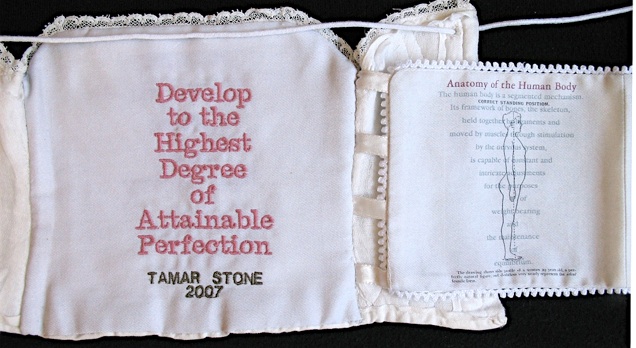 Develop
to the
Highest
Degree
of
Attainable
Perfection
TAMAR STONE
2007
Anatomy of the Human Body
The human body is a segmented mechanism.
CORRECT STANDING POSITION.
Its framework of bones, the skeleton,
held together by ligaments and
moved by muscles through stimulation
by the nervous system,
is capable of constant and
intricate movements
for the purposes
of
weight bearing
and
the maintenance
of
equilibrium.